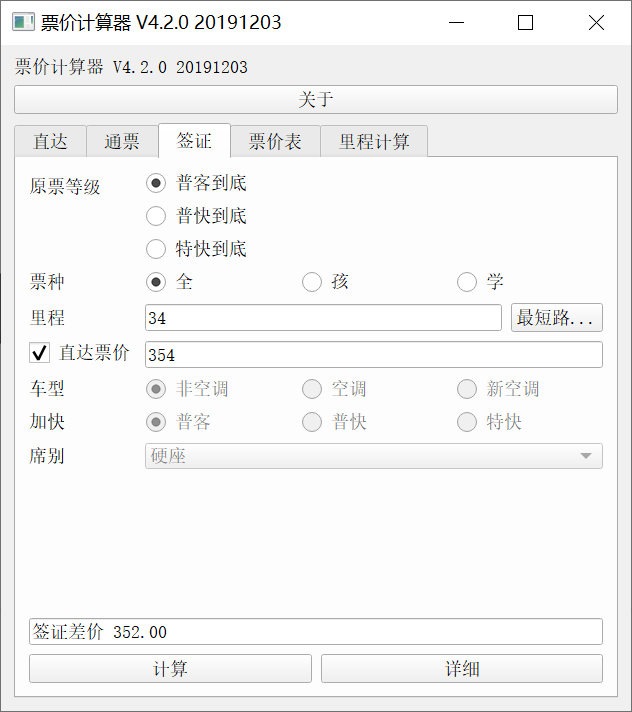 票价计算器 V4.2.0 20191203
票价计算器 V4.2.0 20191203
关于
直达 通票 签证 票价表 里程计算
原票等级 普客到底
普快到底
特快到底
票种 全 孩 学
里程 34 最短路...
直达票价 354
车型 非空调 空调 新空调
加快 普客 普快 特快
席别 硬座
签证差价 352.00
计算 详细